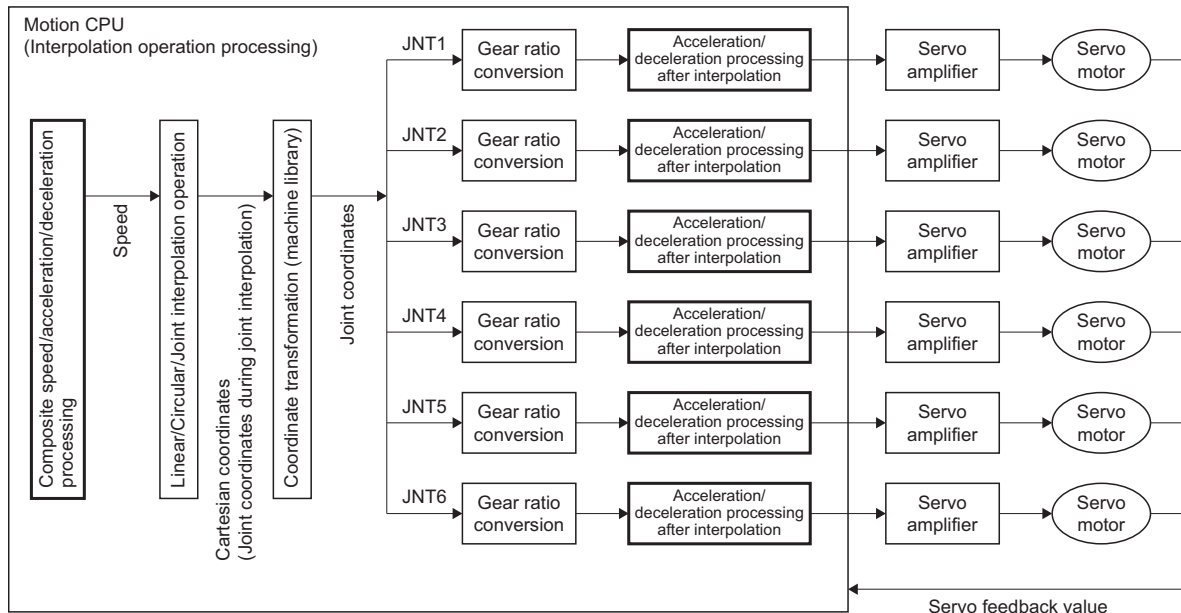 Motion CPU
(Interpolation operation processing)
Composite speed/acceleration/deceleration
processing
Speed
Linear/Circular/Joint interpolation operation
Cartesian coordinates
(Joint coordinates during joint interpolation)
Coordinate transformation (machine library)
Joint coordinates
JNT1
Gear ratio
conversion
Acceleration/
deceleration processing
after interpolation
Servo
amplifier
Servo
motor
JNT2
Gear ratio
conversion
Acceleration/
deceleration processing
after interpolation
Servo
amplifier
Servo
motor
JNT3
Gear ratio
conversion
Acceleration/
deceleration processing
after interpolation
Servo
amplifier
Servo
motor
JNT4
Gear ratio
conversion
Acceleration/
deceleration processing
after interpolation
Servo
amplifier
Servo
motor
JNT5
Gear ratio
conversion
Acceleration/
deceleration processing
after interpolation
Servo
amplifier
Servo
motor
JNT6
Gear ratio
conversion
Acceleration/
deceleration processing
after interpolation
Servo
amplifier
Servo
motor
Servo feedback value